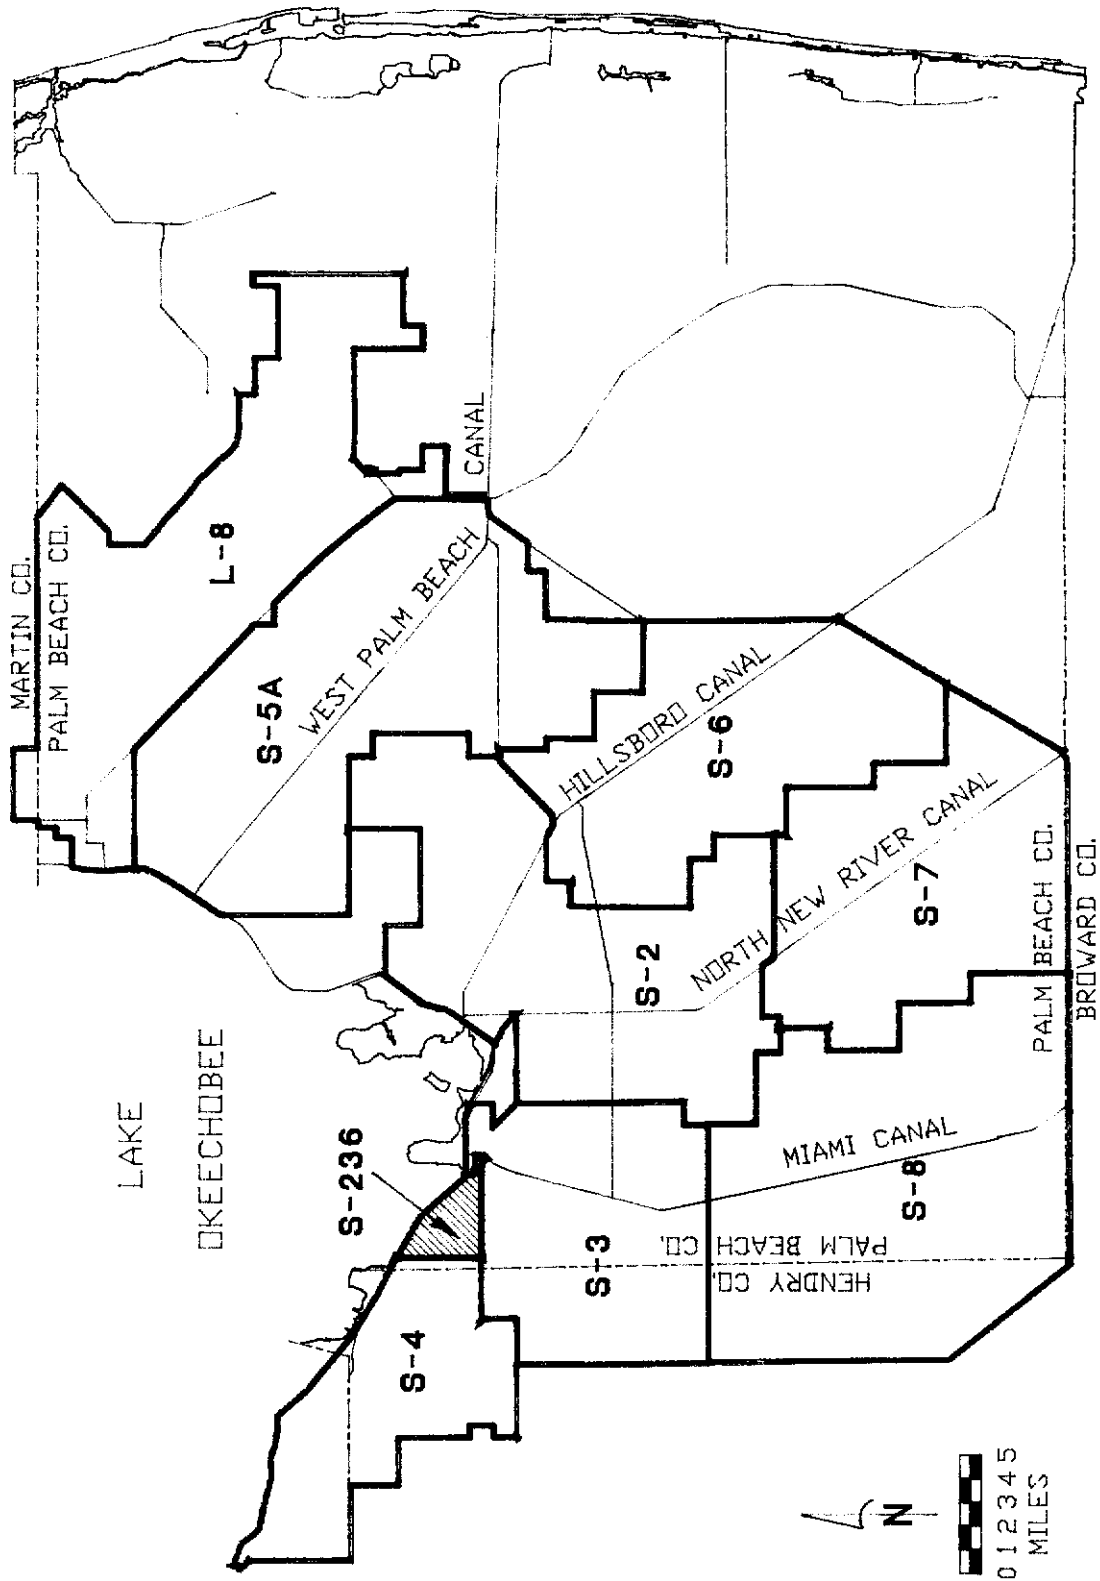 MARTIN CO.
PALM BEACH CO.
L-8
CANAL
WEST PALM BEACH
S-5A
HILLSBORO CANAL
S-6
NORTH NEW RIVER CANAL
S-7
S-2
PALM BEACH CO.
BROWARD CO.
LAKE
OKEECHOBEE
S-236
MIAMI CANAL
S-8
PALM BEACH CO.
HENDRY CO.
S-3
S-4
N
0 1 2 3 4 5
MILES